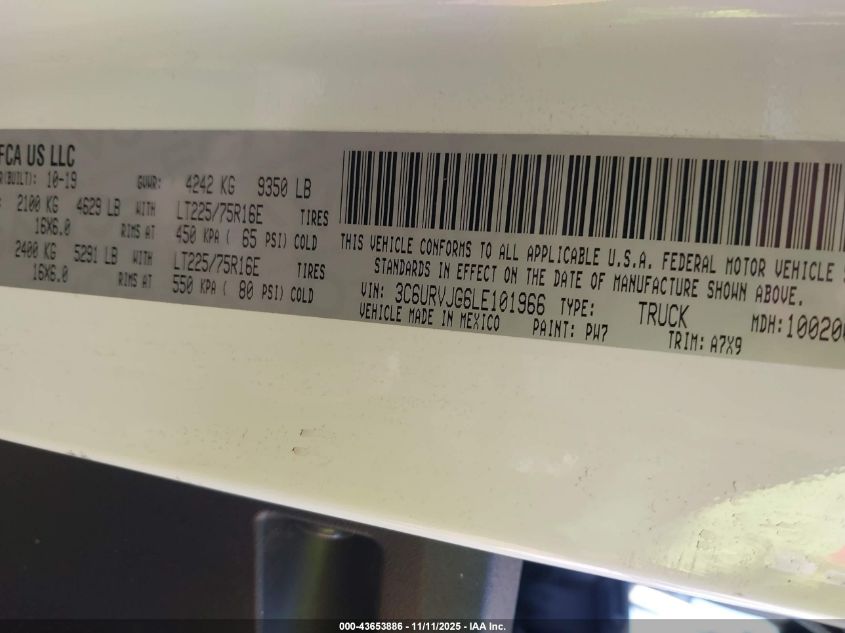 FCA US LLC
R(BUILT): 10-19 GVWR: 4242 KG 9350 LB
2100 KG 4629 LB WITH LT225/75R16E TIRES
16X6.0 RIMS AT 450 KPA ( 65 PSI) COLD
2400 KG 5291 LB WITH LT225/75R16E TIRES
16X6.0 RIMS AT 550 KPA ( 80 PSI) COLD
THIS VEHICLE CONFORMS TO ALL APPLICABLE U.S.A. FEDERAL MOTOR VEHICLE S
STANDARDS IN EFFECT ON THE DATE OF MANUFACTURE SHOWN ABOVE.
VIN: 3C6URVJG6LE101966 TYPE: TRUCK MDH:10020
VEHICLE MADE IN MEXICO PAINT: PW7 TRIM: A7X9
000-43653886 - 11/11/2025 - IAA Inc.